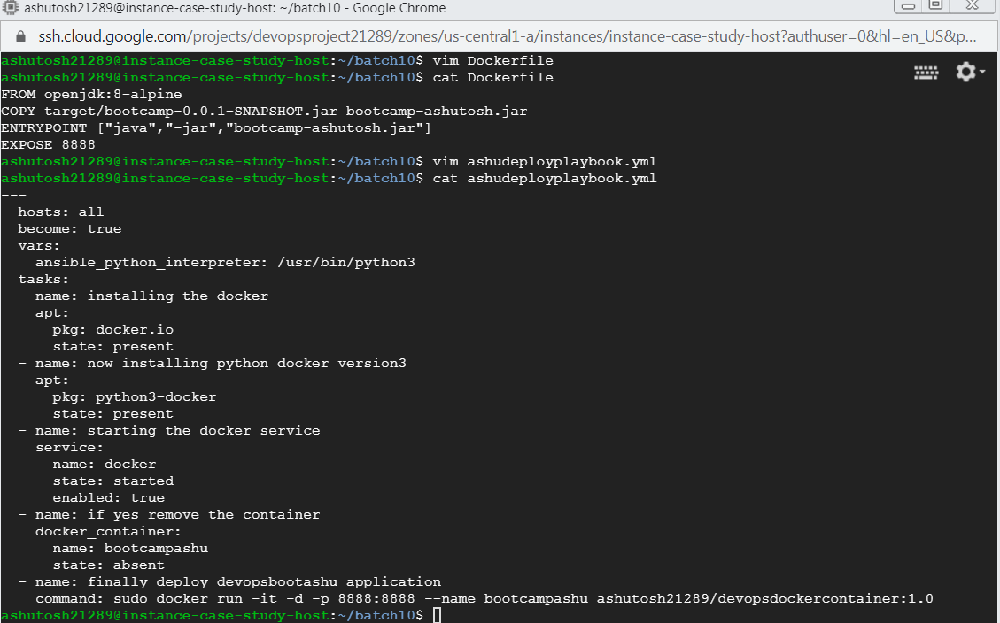 ashutosh21289@instance-case-study-host: ~/batch10 - Google Chrome
ssh.cloud.google.com/projects/devopsproject21289/zones/us-central1-a/instances/instance-case-study-host?authuser=0&hl=en_US&p...
ashutosh21289@instance-case-study-host:~/batch10$ vim Dockerfile
ashutosh21289@instance-case-study-host:~/batch10$ cat Dockerfile
FROM openjdk:8-alpine
COPY target/bootcamp-0.0.1-SNAPSHOT.jar bootcamp-ashutosh.jar
ENTRYPOINT ["java","-jar","bootcamp-ashutosh.jar"]
EXPOSE 8888
ashutosh21289@instance-case-study-host:~/batch10$ vim ashudeployplaybook.yml
ashutosh21289@instance-case-study-host:~/batch10$ cat ashudeployplaybook.yml
---
- hosts: all
  become: true
  vars:
    ansible_python_interpreter: /usr/bin/python3
  tasks:
  - name: installing the docker
    apt:
      pkg: docker.io
      state: present
  - name: now installing python docker version3
    apt:
      pkg: python3-docker
      state: present
  - name: starting the docker service
    service:
      name: docker
      state: started
      enabled: true
  - name: if yes remove the container
    docker_container:
      name: bootcampashu
      state: absent
  - name: finally deploy devopsbootashu application
    command: sudo docker run -it -d -p 8888:8888 --name bootcampashu ashutosh21289/devopsdockercontainer:1.0
ashutosh21289@instance-case-study-host:~/batch10$